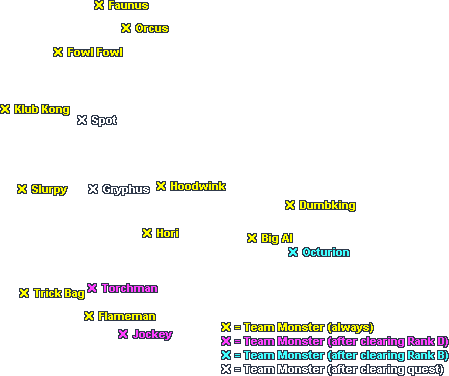 × Faunus
× Orcus
× Fowl Fowl
× Klub Kong
× Spot
× Slurpy
× Gryphus
× Hoodwink
× Dumbking
× Hori
× Big Al
× Octurion
× Trick Bag
× Torchman
× Flameman
× Jockey
× = Team Monster (always)
× = Team Monster (after clearing Rank D)
× = Team Monster (after clearing Rank B)
× = Team Monster (after clearing quest)